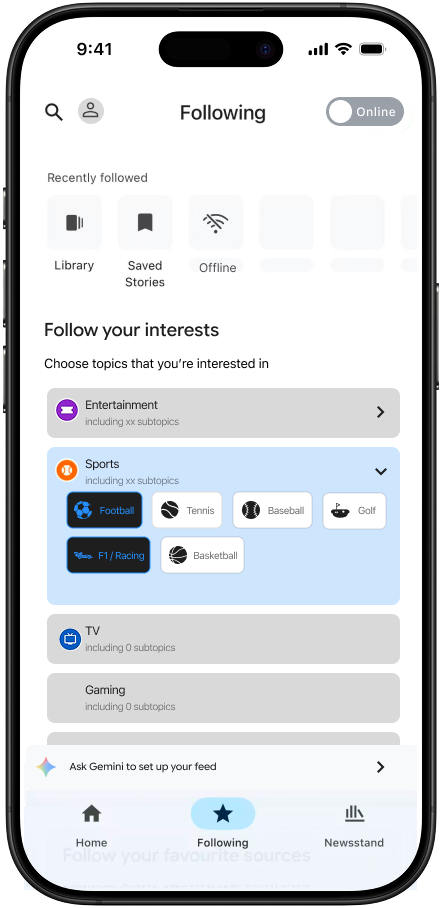 9:41
Following
Online
Recently followed
Library
Saved
Stories
Offline
Follow your interests
Choose topics that you're interested in
Entertainment
including xx subtopics
Sports
including xx subtopics
Football
Tennis
Baseball
Golf
F1 / Racing
Basketball
TV
including 0 subtopics
Gaming
including 0 subtopics
Ask Gemini to set up your feed
Home
Following
Newsstand
Follow your favourite sources